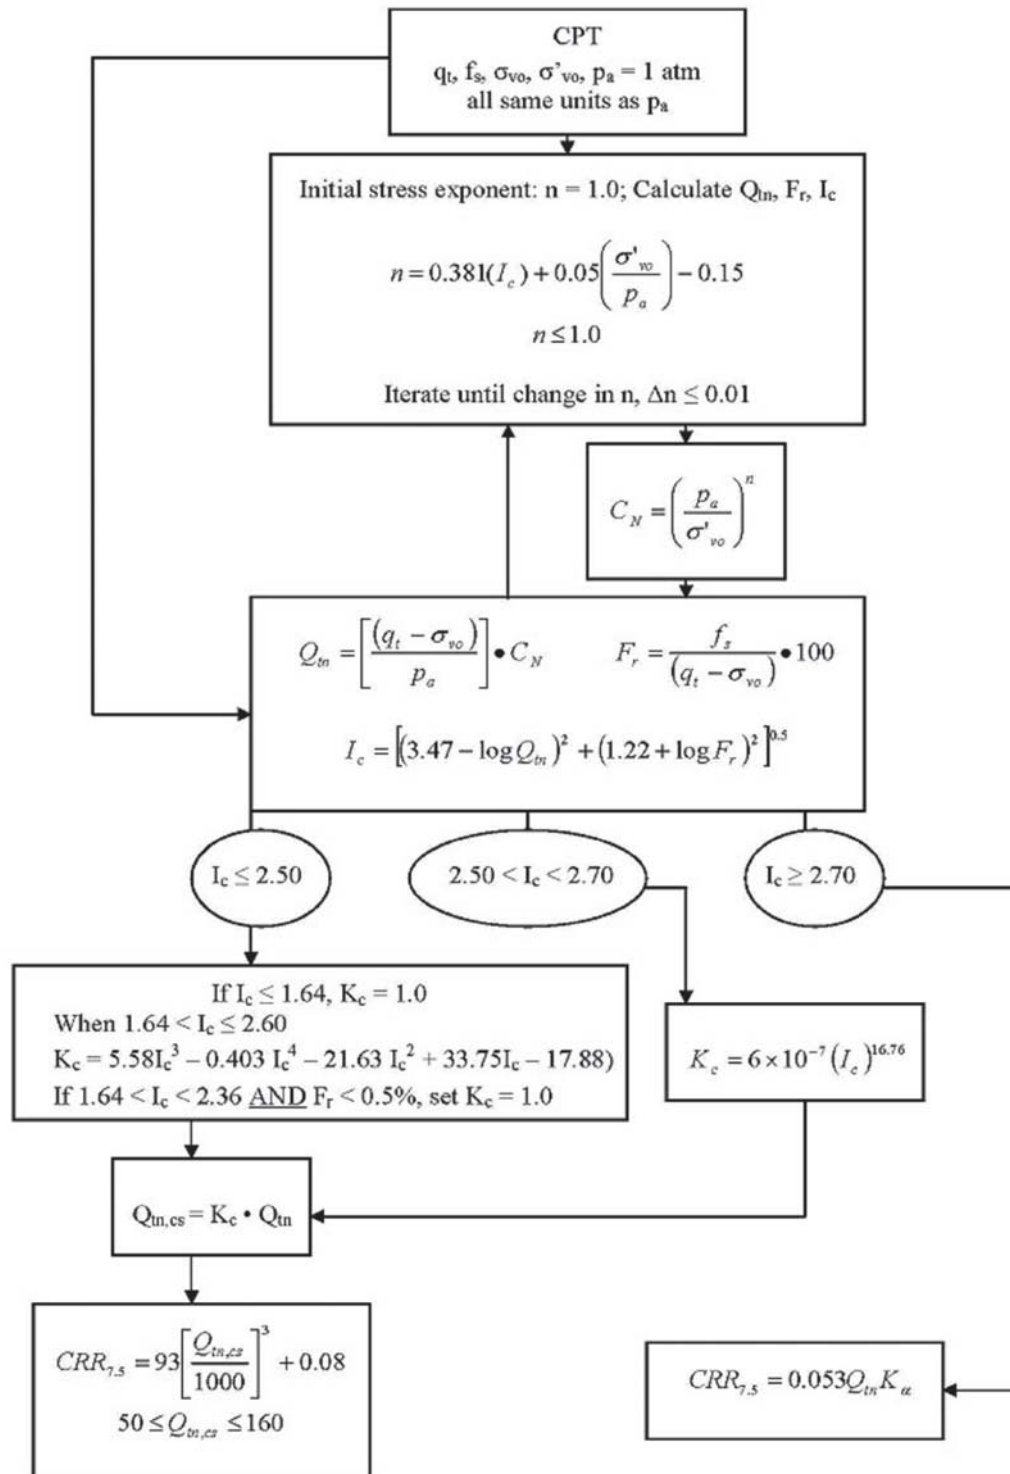 CPT
qt, fs, σvo, σ'vo, pa = 1 atm
all same units as pa
Initial stress exponent: n = 1.0; Calculate Qtn, Fr, Ic
n = 0.381(Ic) + 0.05(σ'vo / pa) − 0.15
n ≤ 1.0
Iterate until change in n, Δn ≤ 0.01
CN = (pa / σ'vo)^n
Qtn = [(qt − σvo) / pa] • CN    Fr = fs / (qt − σvo) • 100
Ic = [(3.47 − log Qtn)^2 + (1.22 + log Fr)^2]^0.5
Ic ≤ 2.50    2.50 < Ic < 2.70    Ic ≥ 2.70
If Ic ≤ 1.64, Kc = 1.0
When 1.64 < Ic ≤ 2.60
Kc = 5.58Ic^3 − 0.403 Ic^4 − 21.63 Ic^2 + 33.75Ic − 17.88)
If 1.64 < Ic < 2.36 AND Fr < 0.5%, set Kc = 1.0
Kc = 6 × 10^−7 (Ic)^16.76
Qtn,cs = Kc • Qtn
CRR7.5 = 93[Qtn,cs / 1000]^3 + 0.08
50 ≤ Qtn,cs ≤ 160
CRR7.5 = 0.053QtnKα